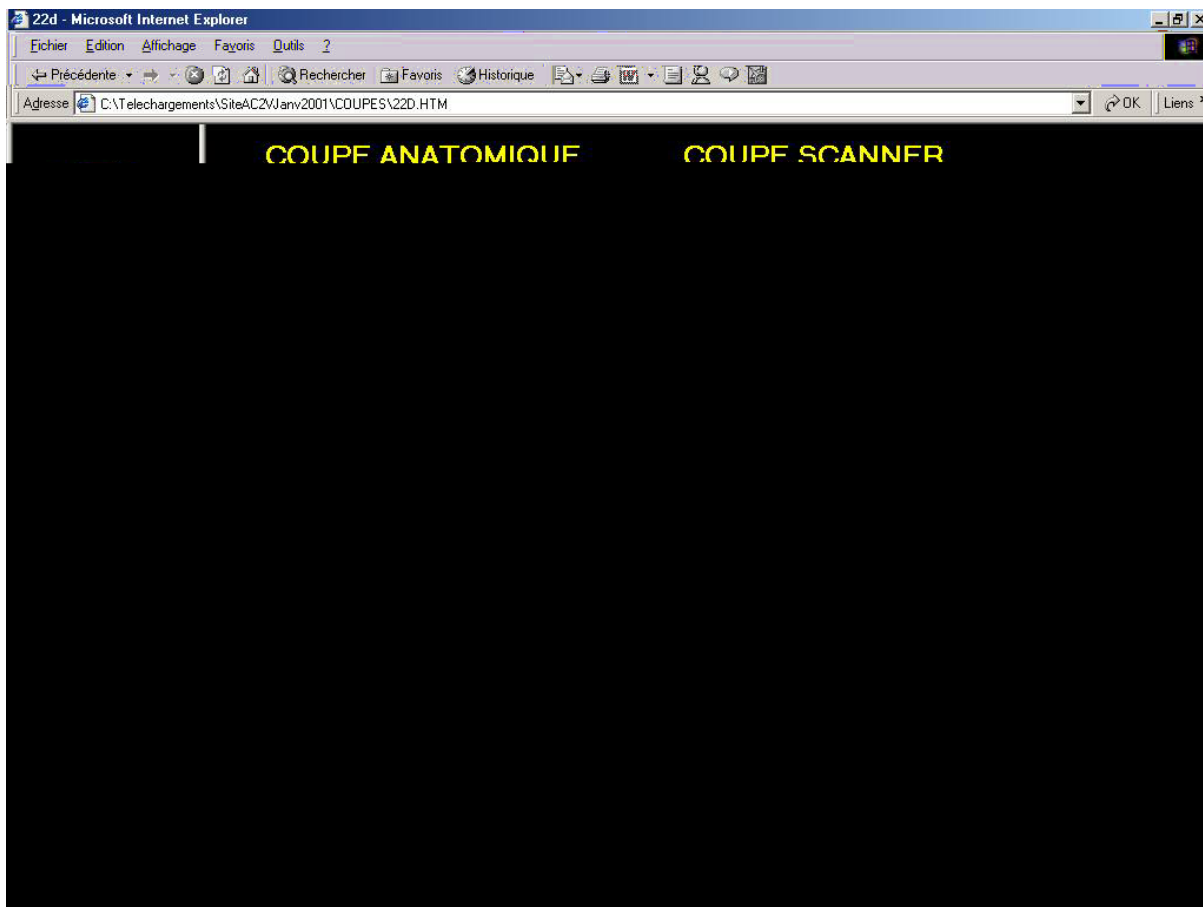 22d - Microsoft Internet Explorer
Fichier Edition Affichage Favoris Outils ?
Précédente Rechercher Favoris Historique
Adresse C:\Telechargements\SiteAC2VJanv2001\COUPES\22D.HTM OK Liens
COUPE ANATOMIQUE COUPE SCANNER